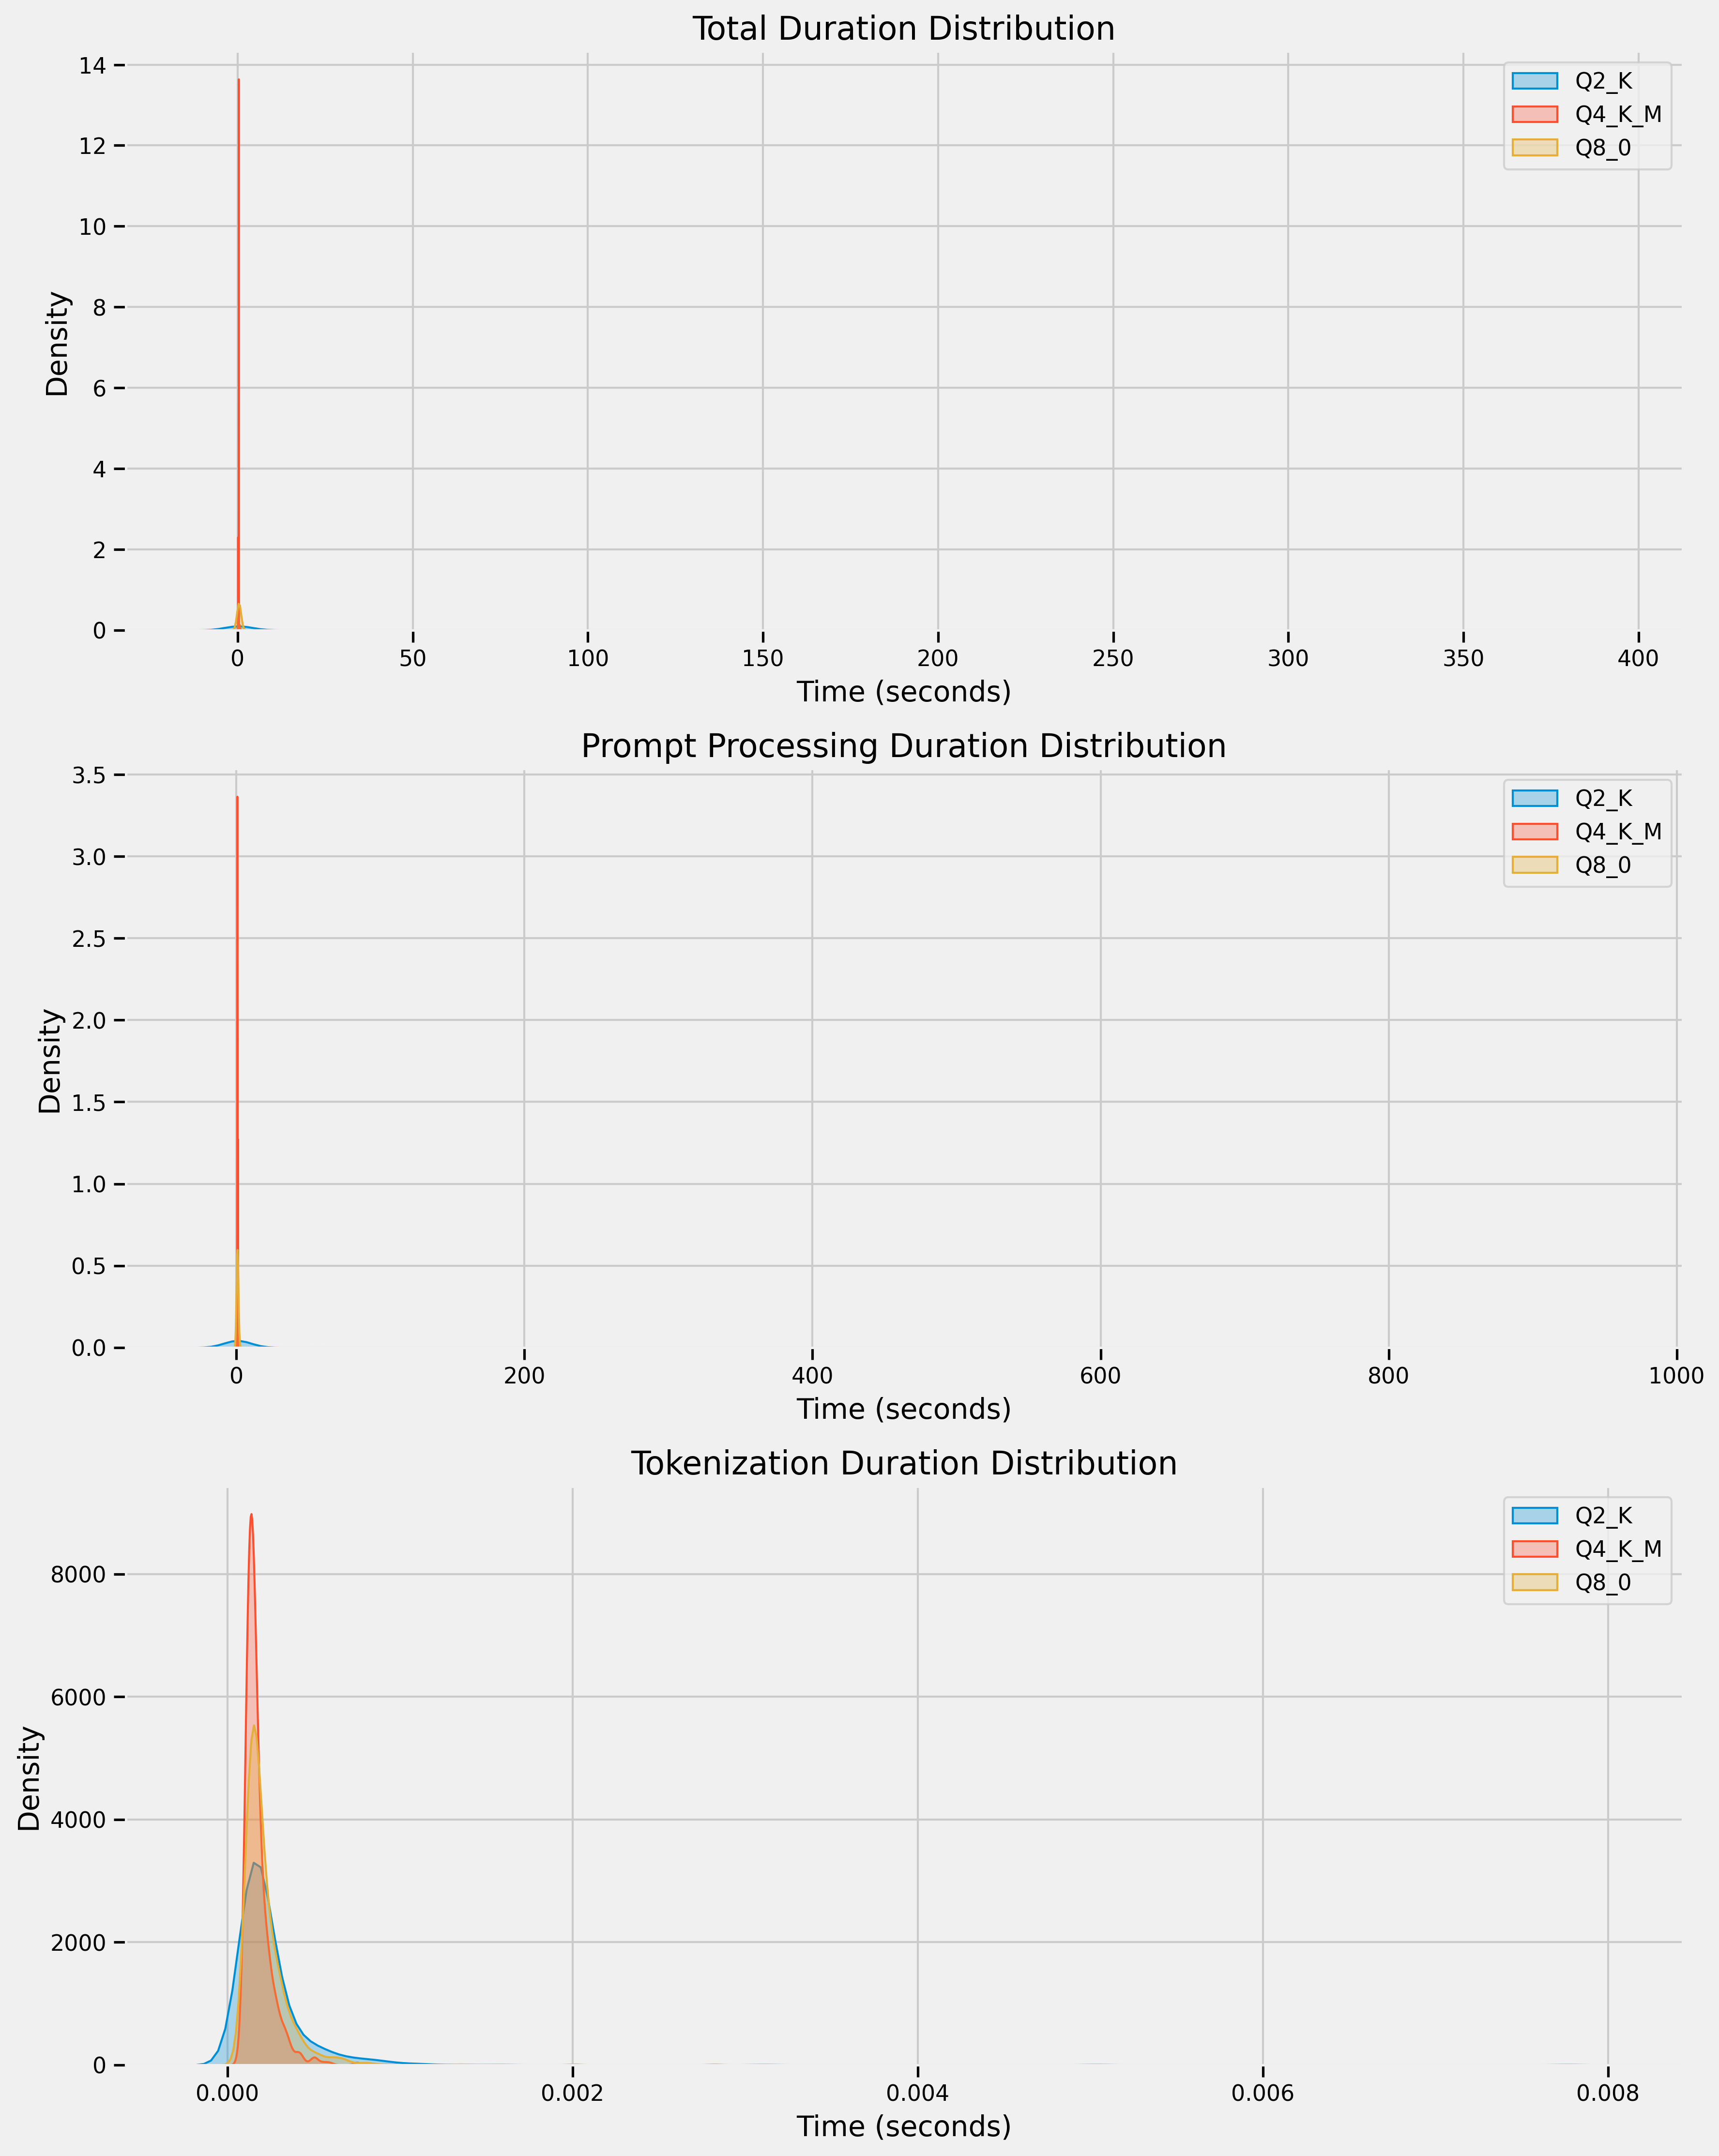 Total Duration Distribution
14
12
10
8
6
4
2
0
Density
Q2_K
Q4_K_M
Q8_0
0 50 100 150 200 250 300 350 400
Time (seconds)
Prompt Processing Duration Distribution
3.5
3.0
2.5
2.0
1.5
1.0
0.5
0.0
Density
Q2_K
Q4_K_M
Q8_0
0 200 400 600 800 1000
Time (seconds)
Tokenization Duration Distribution
8000
6000
4000
2000
0
Density
Q2_K
Q4_K_M
Q8_0
0.000 0.002 0.004 0.006 0.008
Time (seconds)